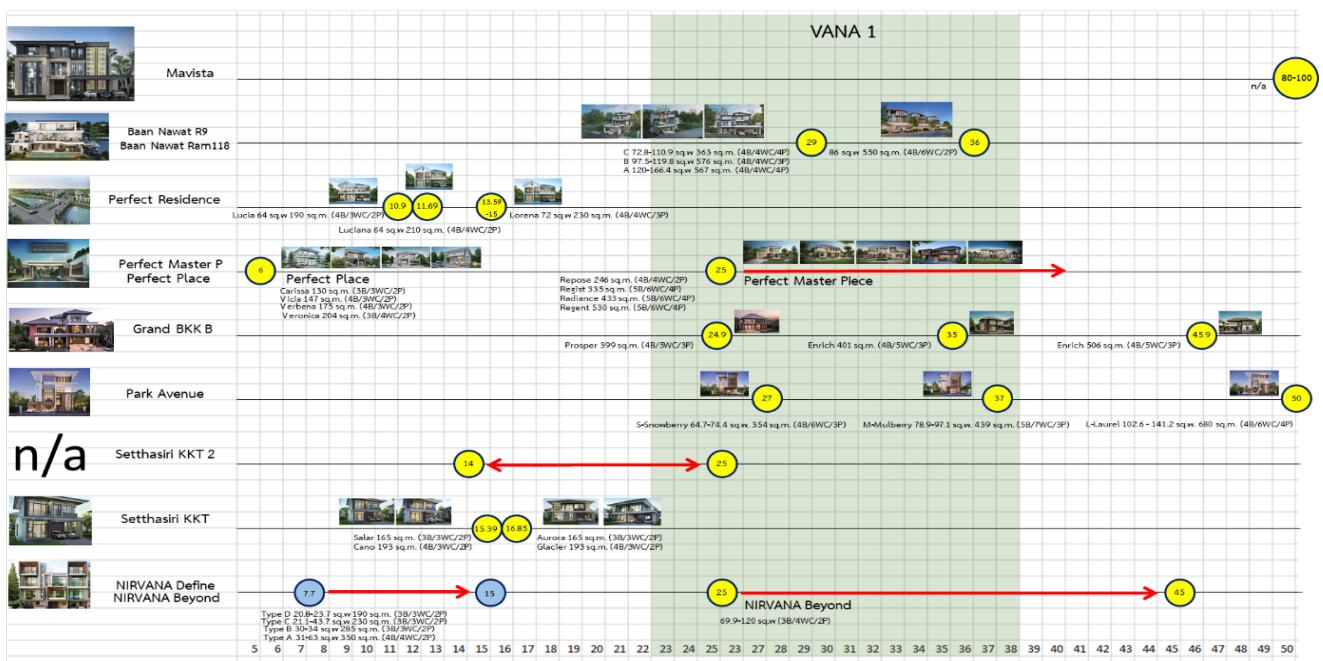 VANA 1
Mavista
80-100
n/a
Baan Nawat R9
Baan Nawat Ram118
29
36
C 72.8-110.9 sq.w 363 sq.m. (4B/4WC/4P)
B 97.5-119.8 sq.w 576 sq.m. (4B/4WC/3P)
A 120-166.4 sq.w 567 sq.m. (4B/4WC/4P)
86 sq.w 550 sq.m. (4B/6WC/2P)
Perfect Residence
10.9
11.69
13.59
-15
Lucia 64 sq.w 190 sq.m. (4B/3WC/2P)
Luciana 64 sq.w 210 sq.m. (4B/4WC/2P)
Lorena 72 sq.w 230 sq.m. (4B/4WC/3P)
Perfect Master P
Perfect Place
6
Perfect Place
Carissa 130 sq.m. (3B/3WC/2P)
Vicia 147 sq.m. (4B/3WC/2P)
Verbena 175 sq.m. (4B/3WC/2P)
Veronica 204 sq.m. (3B/4WC/2P)
Repose 246 sq.m. (4B/4WC/2P)
Regist 335 sq.m. (5B/6WC/4P)
Radiance 433 sq.m. (5B/6WC/4P)
Regent 530 sq.m. (5B/6WC/4P)
25
Perfect Master Piece
Grand BKK B
24.9
35
45.9
Prosper 399 sq.m. (4B/5WC/3P)
Enrich 401 sq.m. (4B/5WC/3P)
Enrich 506 sq.m. (4B/5WC/3P)
Park Avenue
27
37
50
S-Snowberry 64.7-74.4 sq.w. 354 sq.m. (4B/6WC/3P)
M-Mulberry 78.9-97.1 sq.w. 439 sq.m. (5B/7WC/3P)
L-Laurel 102.6 - 141.2 sq.w. 680 sq.m. (4B/6WC/4P)
n/a
Setthasiri KKT 2
14
25
Setthasiri KKT
15.39
16.85
Salar 165 sq.m. (3B/3WC/2P)
Cano 193 sq.m. (4B/3WC/2P)
Aurora 165 sq.m. (3B/3WC/2P)
Glacier 193 sq.m. (4B/3WC/2P)
NIRVANA Define
NIRVANA Beyond
7.7
15
25
45
NIRVANA Beyond
69.9-120 sq.w (3B/4WC/2P)
Type D 20.8-23.7 sq.w 190 sq.m. (3B/3WC/2P)
Type C 21.1-43.7 sq.w 230 sq.m. (3B/3WC/2P)
Type B 30-34 sq.w 285 sq.m. (3B/3WC/2P)
Type A 31-63 sq.w 350 sq.m. (4B/4WC/2P)
5 6 7 8 9 10 11 12 13 14 15 16 17 18 19 20 21 22 23 24 25 23 27 28 29 30 31 32 33 34 35 36 37 38 39 40 41 42 43 44 45 46 47 48 49 50